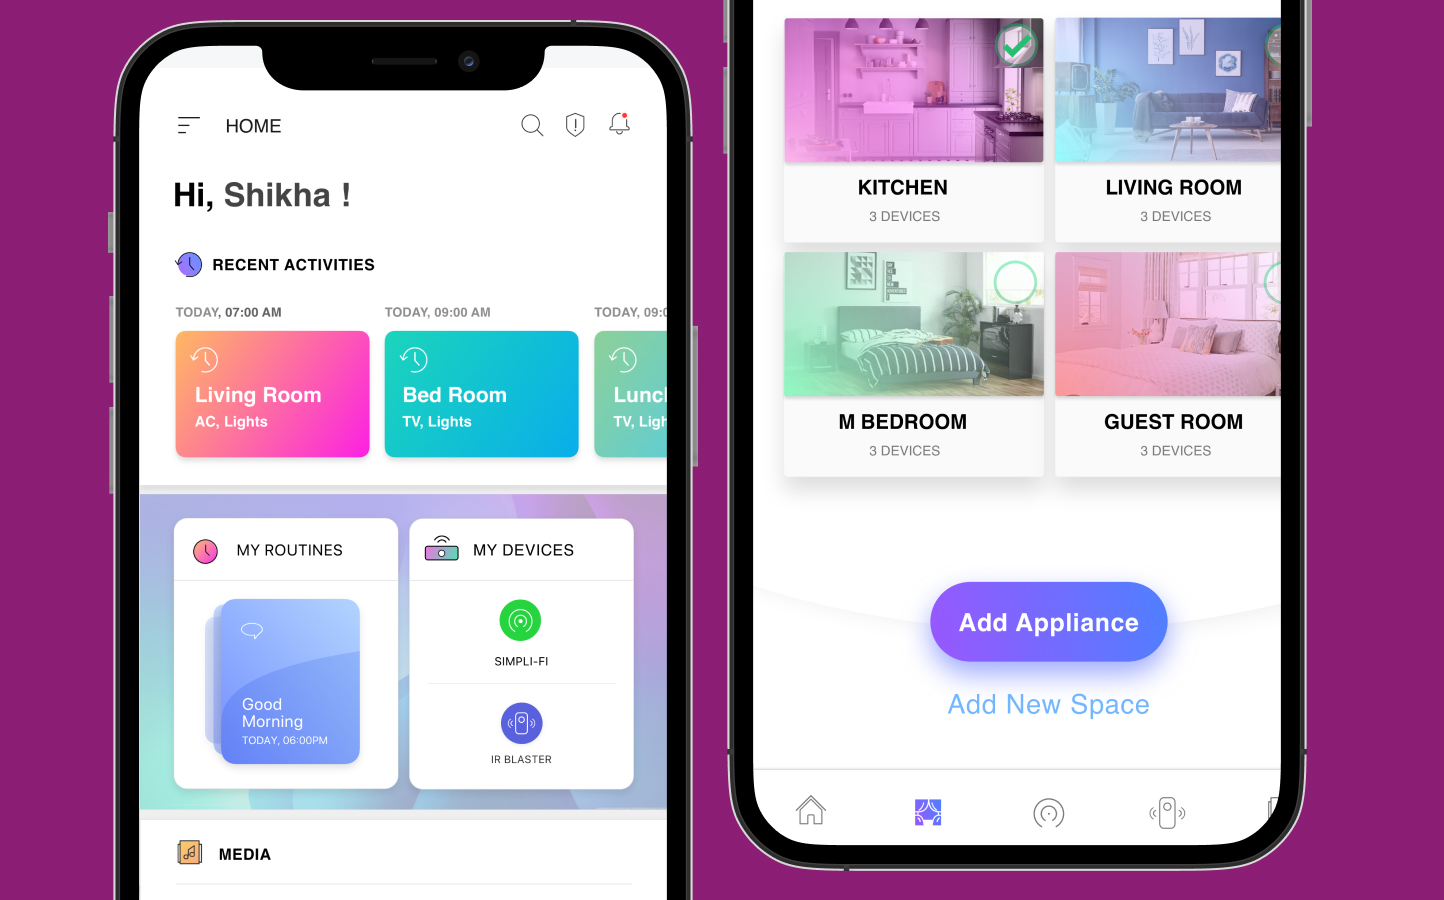 HOME
Hi, Shikha !
RECENT ACTIVITIES
TODAY, 07:00 AM
TODAY, 09:00 AM
TODAY, 09:0
Living Room
AC, Lights
Bed Room
TV, Lights
Lunc
TV, Ligh
MY ROUTINES
MY DEVICES
SIMPLI-FI
Good
Morning
TODAY, 06:00PM
IR BLASTER
MEDIA
KITCHEN
3 DEVICES
LIVING ROOM
3 DEVICES
M BEDROOM
3 DEVICES
GUEST ROOM
3 DEVICES
Add Appliance
Add New Space